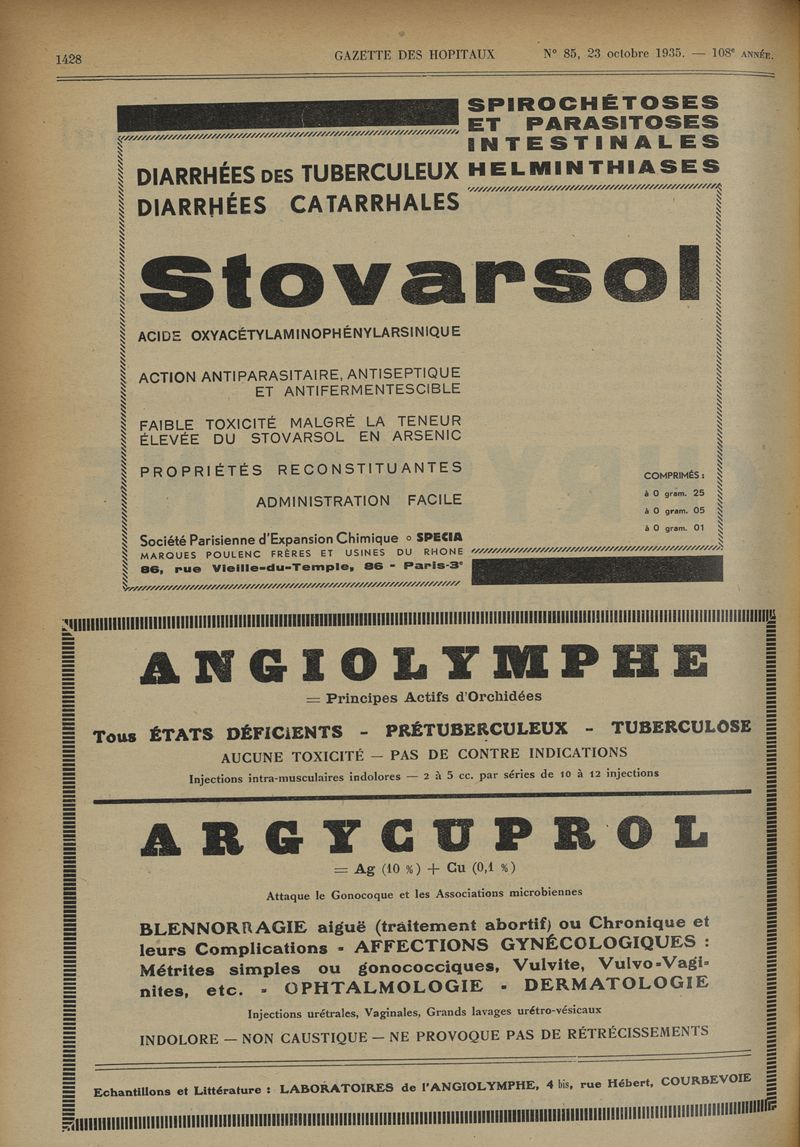 1428
GAZETTE DES HOPITAUX
N° 85, 23 octobre 1935. — 108e ANNÉE.
SPIROCHÉTOSES
ET PARASITOSES
INTESTINALES
HELMINTHIASES
DIARRHÉES DES TUBERCULEUX
DIARRHÉES CATARRHALES
Stovarsol
ACIDE OXYACÉTYLAMINOPHÉNYLARSINIQUE
ACTION ANTIPARASITAIRE, ANTISEPTIQUE
ET ANTIFERMENTESCIBLE
FAIBLE TOXICITÉ MALGRÉ LA TENEUR
ÉLEVÉE DU STOVARSOL EN ARSENIC
PROPRIÉTÉS RECONSTITUANTES
ADMINISTRATION FACILE
COMPRIMÉS :
à 0 gram. 25
à 0 gram. 05
à 0 gram. 01
Société Parisienne d'Expansion Chimique o SPECIA
MARQUES POULENC FRÈRES ET USINES DU RHONE
86, rue Vieille-du-Temple, 86 - Paris-3e
ANGIOLYMPHE
= Principes Actifs d'Orchidées
Tous ÉTATS DÉFICIENTS - PRÉTUBERCULEUX - TUBERCULOSE
AUCUNE TOXICITÉ — PAS DE CONTRE INDICATIONS
Injections intra-musculaires indolores — 2 à 5 cc. par séries de 10 à 12 injections
ARGYCUPROL
= Ag (10 %) + Cu (0,1 %)
Attaque le Gonocoque et les Associations microbiennes
BLENNORRAGIE aiguë (traitement abortif) ou Chronique et
leurs Complications - AFFECTIONS GYNÉCOLOGIQUES :
Métrites simples ou gonococciques, Vulvite, Vulvo-Vagi-
nites, etc. - OPHTALMOLOGIE - DERMATOLOGIE
Injections urétrales, Vaginales, Grands lavages urétro-vésicaux
INDOLORE — NON CAUSTIQUE — NE PROVOQUE PAS DE RÉTRÉCISSEMENTS
Echantillons et Littérature : LABORATOIRES de l'ANGIOLYMPHE, 4 bis, rue Hébert, COURBEVOIE